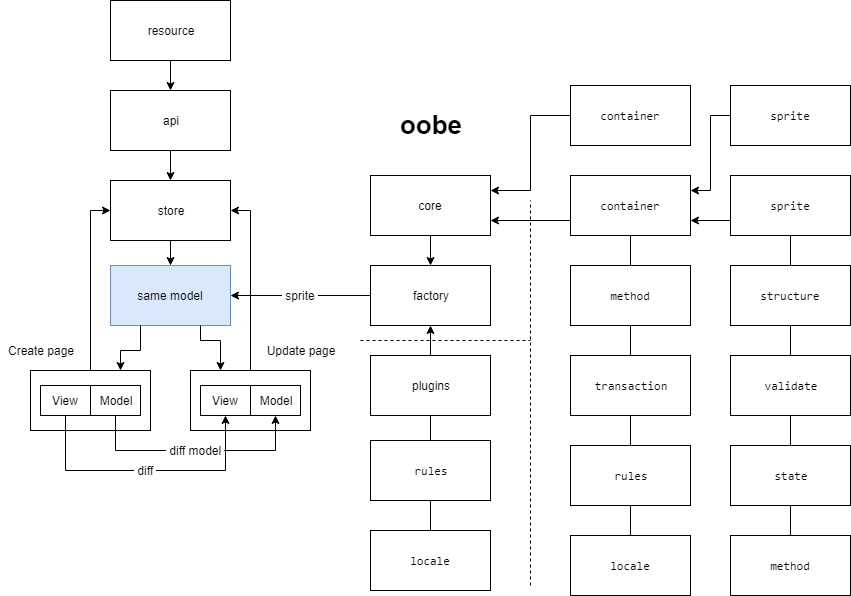 resource
api
oobe
container
sprite
store
core
container
sprite
same model
sprite
factory
method
structure
Create page
Update page
View
Model
View
Model
plugins
transaction
validate
diff model
diff
rules
rules
state
locale
locale
method